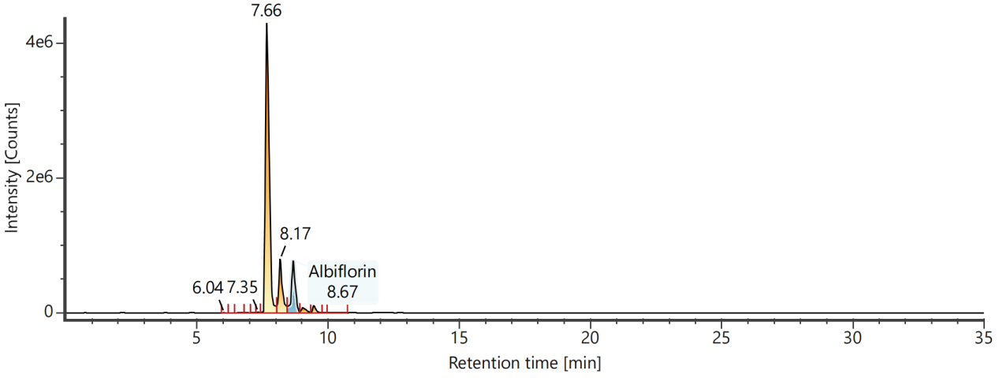 7.66
4e6
Intensity [Counts]
8.17
2e6
Albiflorin
6.04 7.35
8.67
0
5 10 15 20 25 30 35
Retention time [min]